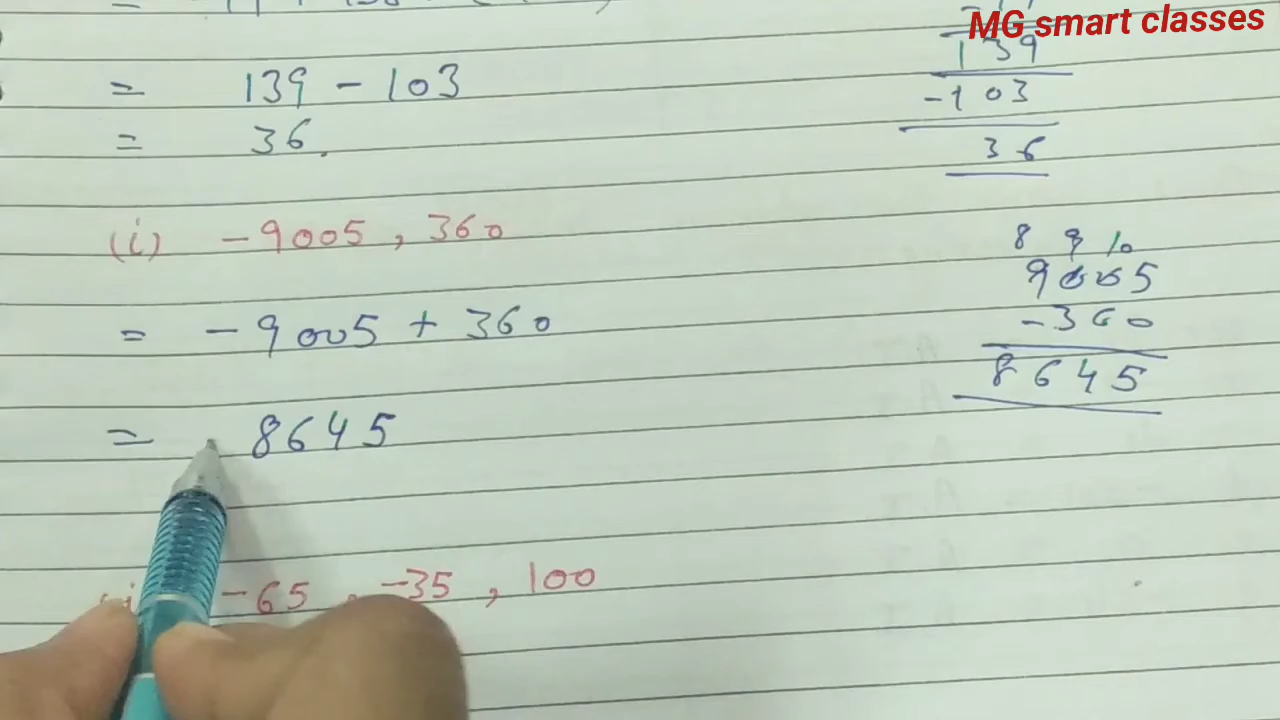 MG smart classes
= 139 - 103
= 36.
139
-103
36
(i) -9005, 360
= -9005 + 360
= 8645
8 9 10
9005
-360
8645
-65, -35, 100